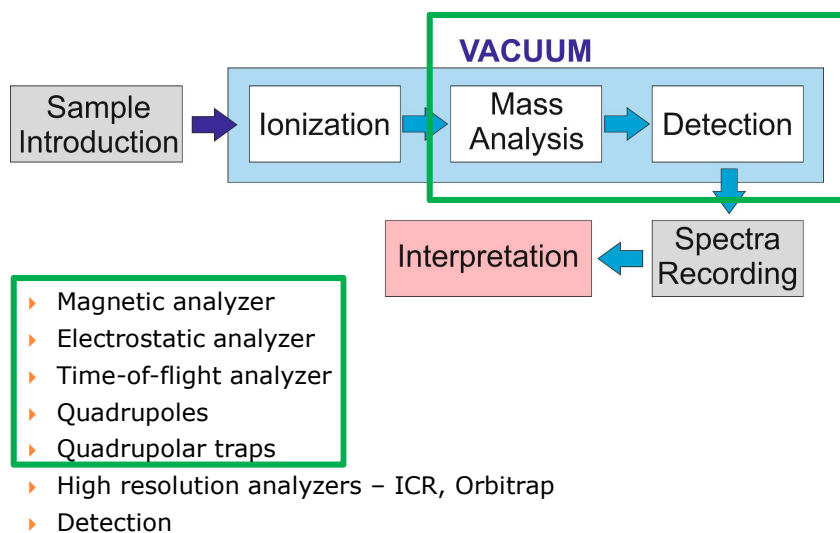 VACUUM
Sample
Introduction
Ionization
Mass
Analysis
Detection
Interpretation
Spectra
Recording
Magnetic analyzer
Electrostatic analyzer
Time-of-flight analyzer
Quadrupoles
Quadrupolar traps
High resolution analyzers – ICR, Orbitrap
Detection